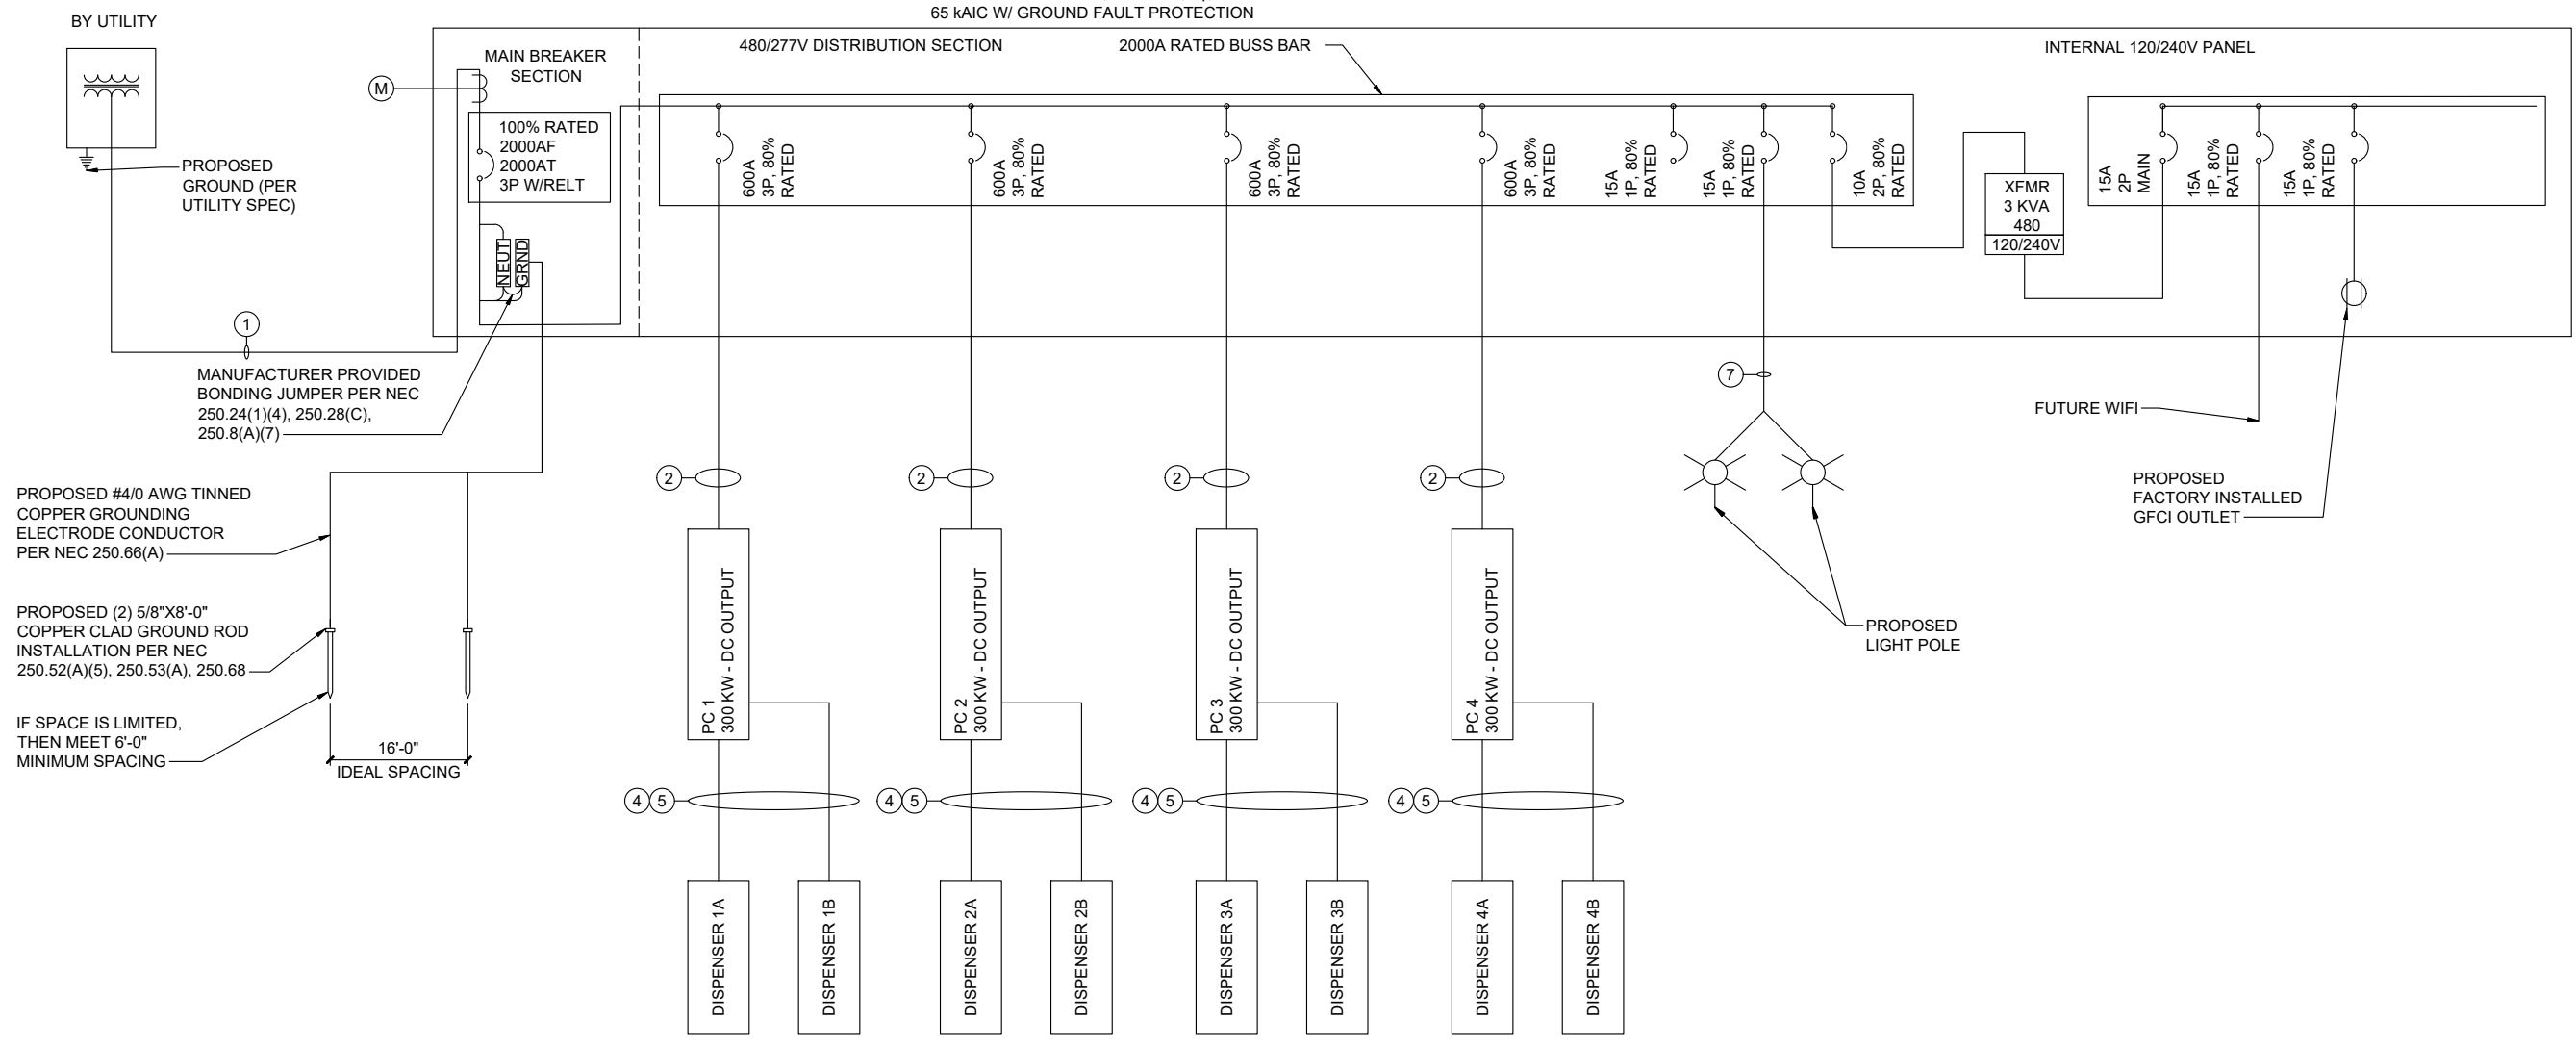 65 kAIC W/ GROUND FAULT PROTECTION
BY UTILITY
MAIN BREAKER
SECTION
480/277V DISTRIBUTION SECTION
2000A RATED BUSS BAR
INTERNAL 120/240V PANEL
M
100% RATED
2000AF
2000AT
3P W/RELT
NEUT
GRND
PROPOSED
GROUND (PER
UTILITY SPEC)
600A
3P, 80%
RATED
600A
3P, 80%
RATED
600A
3P, 80%
RATED
600A
3P, 80%
RATED
15A
1P, 80%
RATED
15A
1P, 80%
RATED
10A
2P, 80%
RATED
XFMR
3 KVA
480
120/240V
15A
2P
MAIN
15A
1P, 80%
RATED
15A
1P, 80%
RATED
1
MANUFACTURER PROVIDED
BONDING JUMPER PER NEC
250.24(1)(4), 250.28(C),
250.8(A)(7)
7
FUTURE WIFI
2
2
2
2
PROPOSED
FACTORY INSTALLED
GFCI OUTLET
PROPOSED #4/0 AWG TINNED
COPPER GROUNDING
ELECTRODE CONDUCTOR
PER NEC 250.66(A)
PROPOSED (2) 5/8"X8'-0"
COPPER CLAD GROUND ROD
INSTALLATION PER NEC
250.52(A)(5), 250.53(A), 250.68
IF SPACE IS LIMITED,
THEN MEET 6'-0"
MINIMUM SPACING
16'-0"
IDEAL SPACING
PC 1
300 KW - DC OUTPUT
PC 2
300 KW - DC OUTPUT
PC 3
300 KW - DC OUTPUT
PC 4
300 KW - DC OUTPUT
PROPOSED
LIGHT POLE
4 5
4 5
4 5
4 5
DISPENSER 1A
DISPENSER 1B
DISPENSER 2A
DISPENSER 2B
DISPENSER 3A
DISPENSER 3B
DISPENSER 4A
DISPENSER 4B